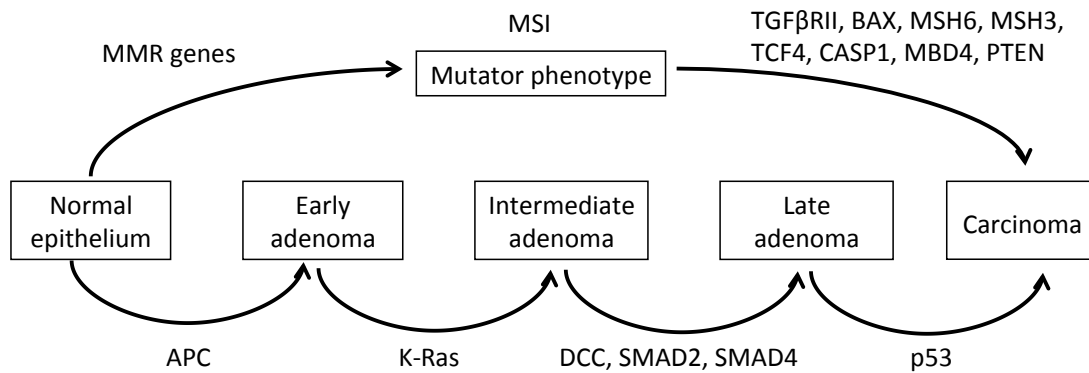 MSI
TGFβRII, BAX, MSH6, MSH3,
TCF4, CASP1, MBD4, PTEN
MMR genes
Mutator phenotype
Normal
epithelium
Early
adenoma
Intermediate
adenoma
Late
adenoma
Carcinoma
APC
K-Ras
DCC, SMAD2, SMAD4
p53